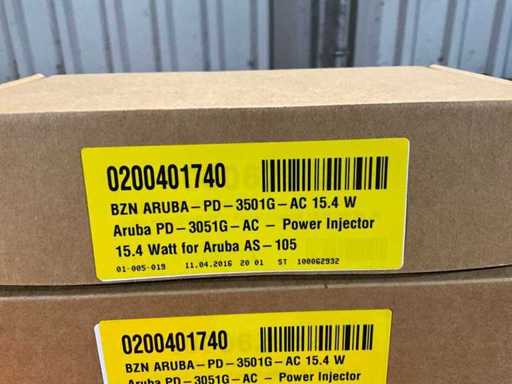 0200401740
BZN ARUBA-PD-3501G-AC 15.4 W
Aruba PD-3051G-AC - Power Injector
15.4 Watt for Aruba AS-105
01-005-019 11.04.2016 20 01 ST 100062932
0200401740
BZN ARUBA-PD-3501G-AC 15.4 W
Aruba PD-3051G-AC - Power Injector